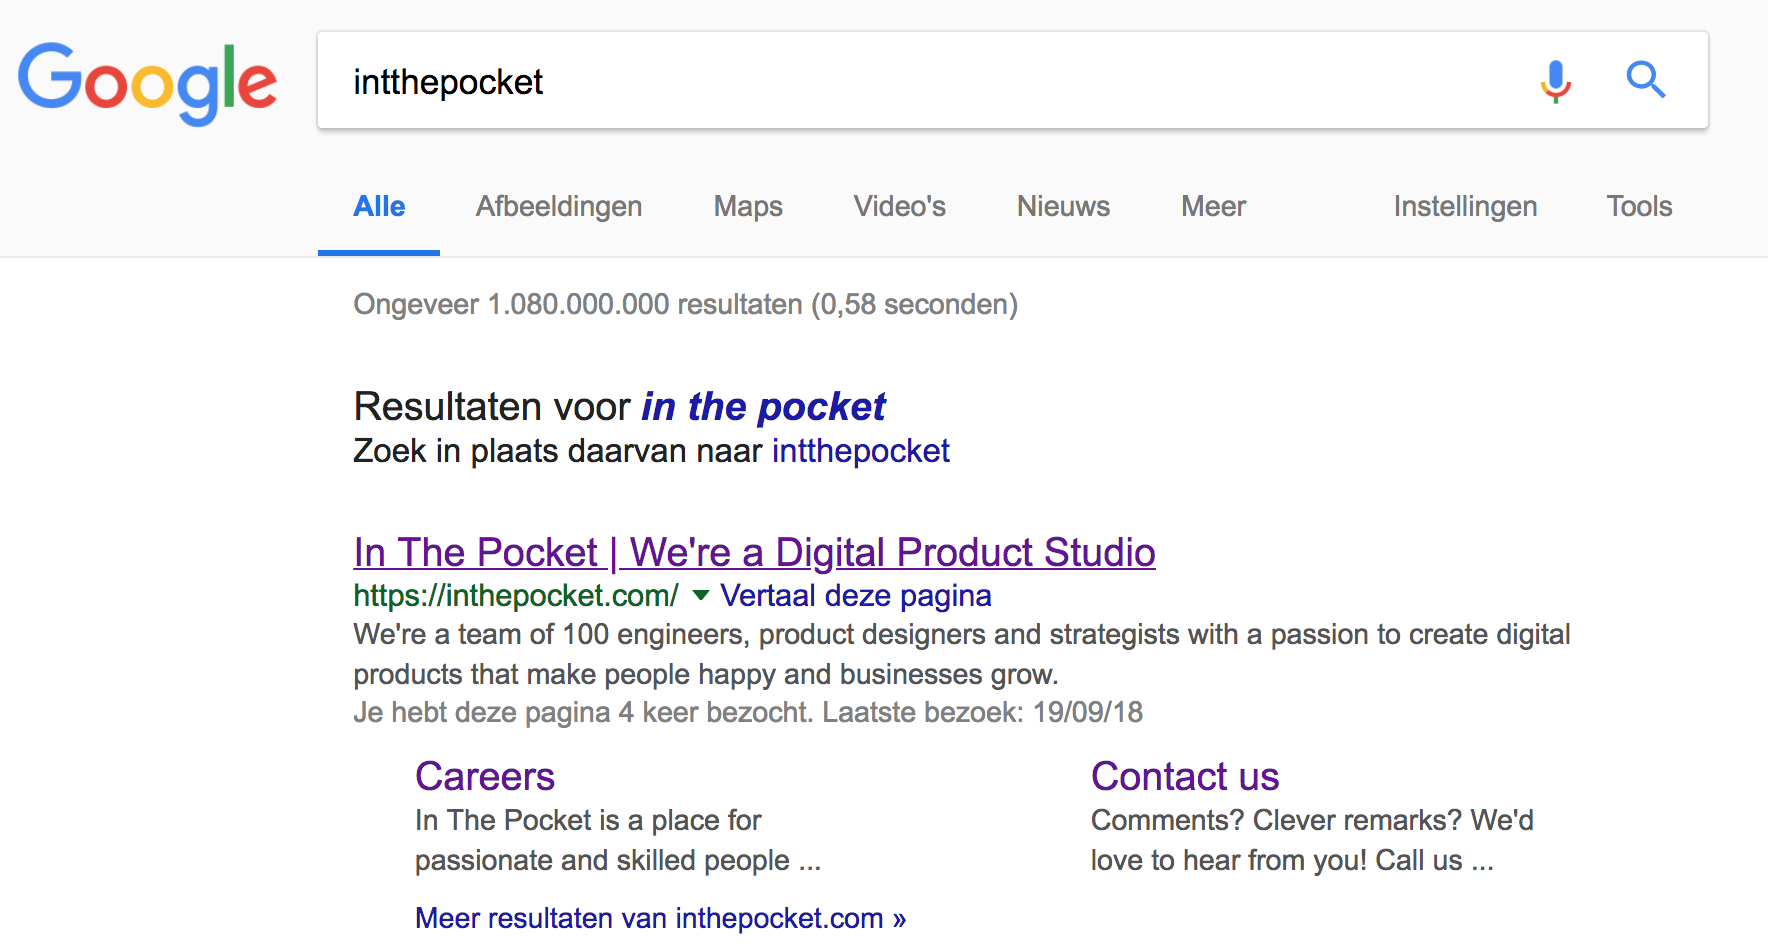 Google
intthepocket
Alle Afbeeldingen Maps Video's Nieuws Meer Instellingen Tools
Ongeveer 1.080.000.000 resultaten (0,58 seconden)
Resultaten voor in the pocket
Zoek in plaats daarvan naar intthepocket
In The Pocket | We're a Digital Product Studio
https://inthepocket.com/ Vertaal deze pagina
We're a team of 100 engineers, product designers and strategists with a passion to create digital
products that make people happy and businesses grow.
Je hebt deze pagina 4 keer bezocht. Laatste bezoek: 19/09/18
Careers
In The Pocket is a place for
passionate and skilled people ...
Contact us
Comments? Clever remarks? We'd
love to hear from you! Call us ...
Meer resultaten van inthepocket.com »